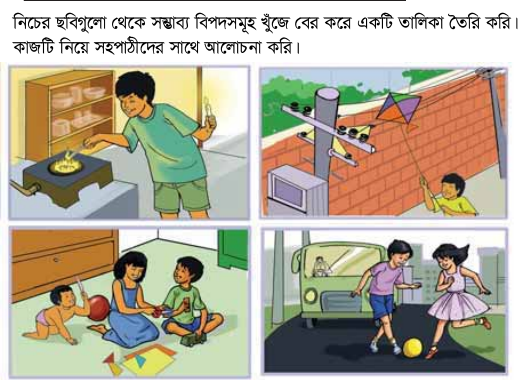 নিচের ছবিগুলো থেকে সম্ভাব্য বিপদসমূহ খুঁজে বের করে একটি তালিকা তৈরি করি।
কাজটি নিয়ে সহপাঠীদের সাথে আলোচনা করি।